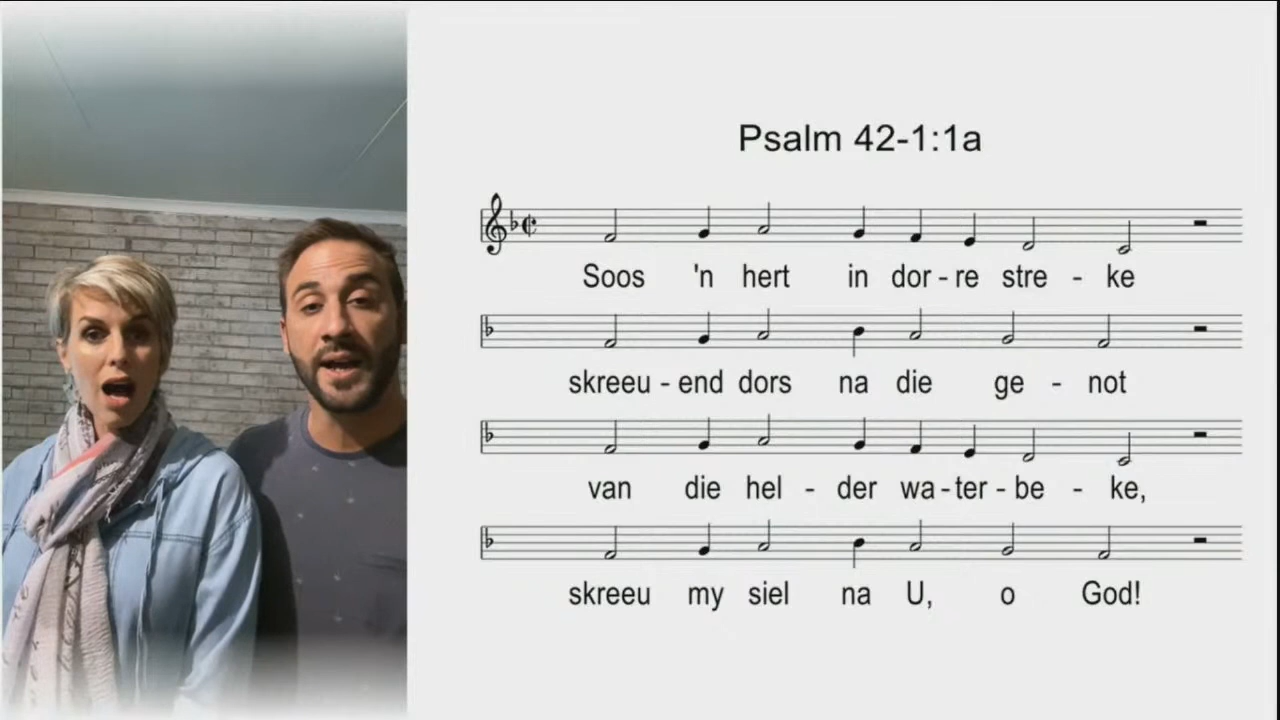 Psalm 42-1:1a
Soos 'n hert in dor - re stre - ke
skreeu - end dors na die ge - not
van die hel - der wa - ter - be - ke,
skreeu my siel na U, o God!